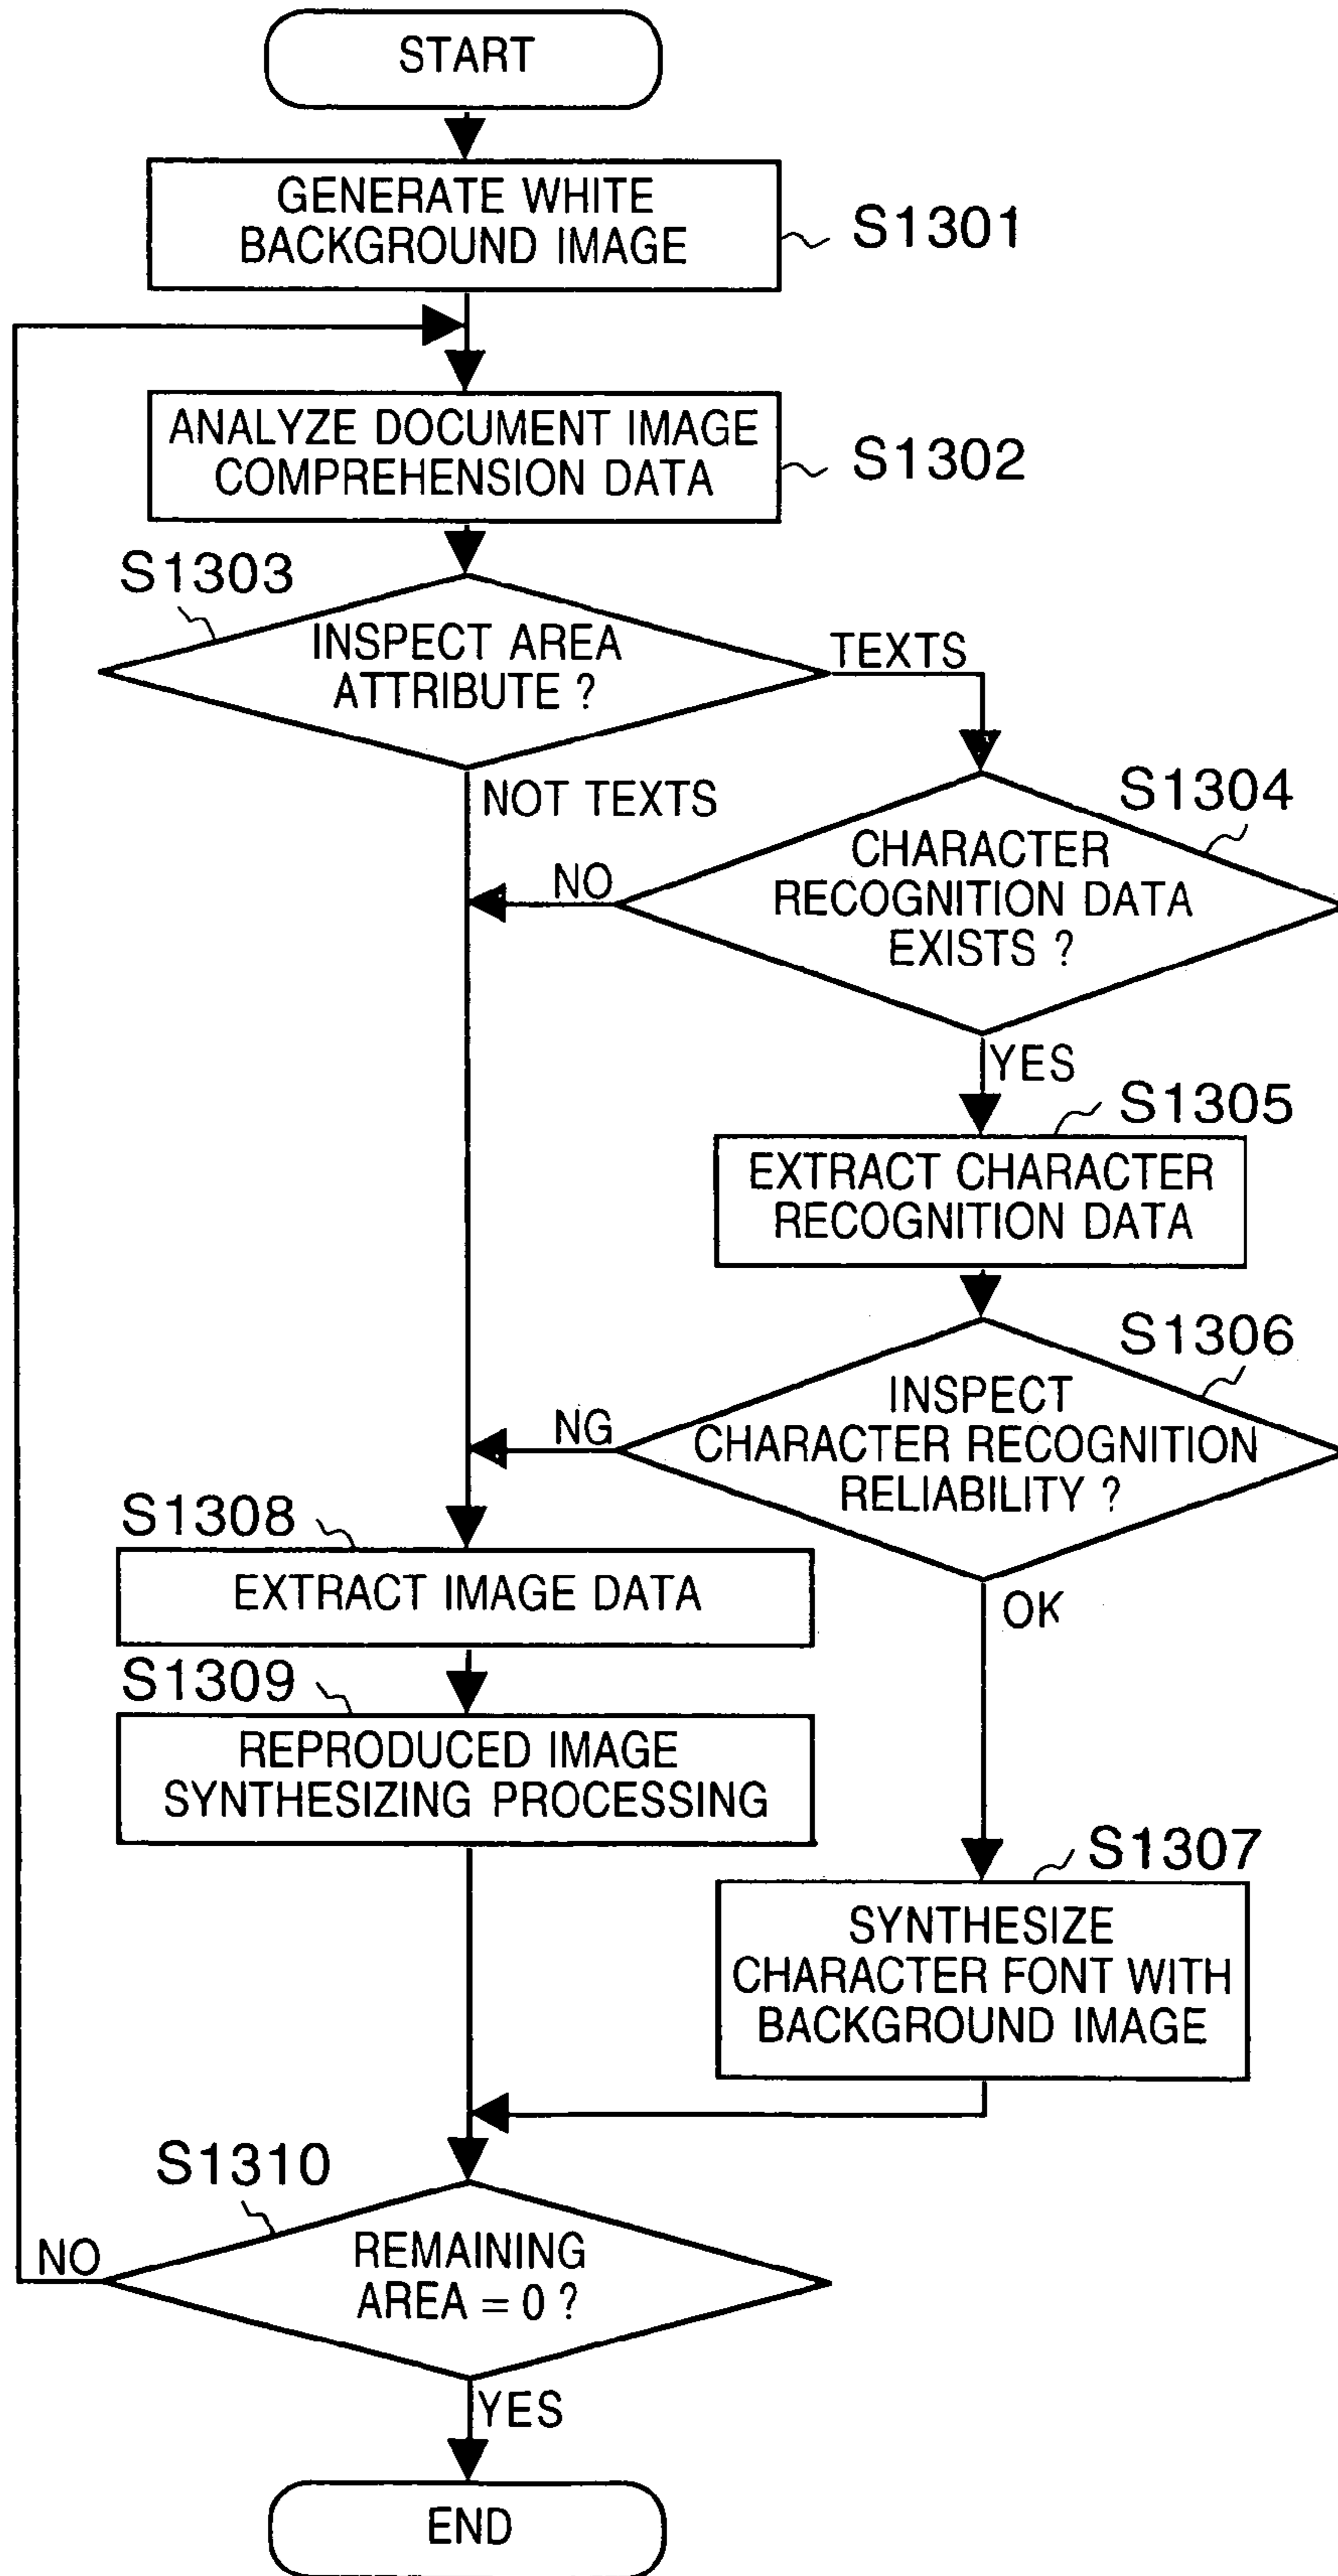 START
GENERATE WHITE
BACKGROUND IMAGE
S1301
ANALYZE DOCUMENT IMAGE
COMPREHENSION DATA
S1302
S1303
INSPECT AREA
ATTRIBUTE ?
TEXTS
NOT TEXTS
S1304
CHARACTER
RECOGNITION DATA
EXISTS ?
NO
YES
S1305
EXTRACT CHARACTER
RECOGNITION DATA
S1306
INSPECT
CHARACTER RECOGNITION
RELIABILITY ?
NG
OK
S1308
EXTRACT IMAGE DATA
S1309
REPRODUCED IMAGE
SYNTHESIZING PROCESSING
S1307
SYNTHESIZE
CHARACTER FONT WITH
BACKGROUND IMAGE
S1310
REMAINING
AREA = 0 ?
NO
YES
END